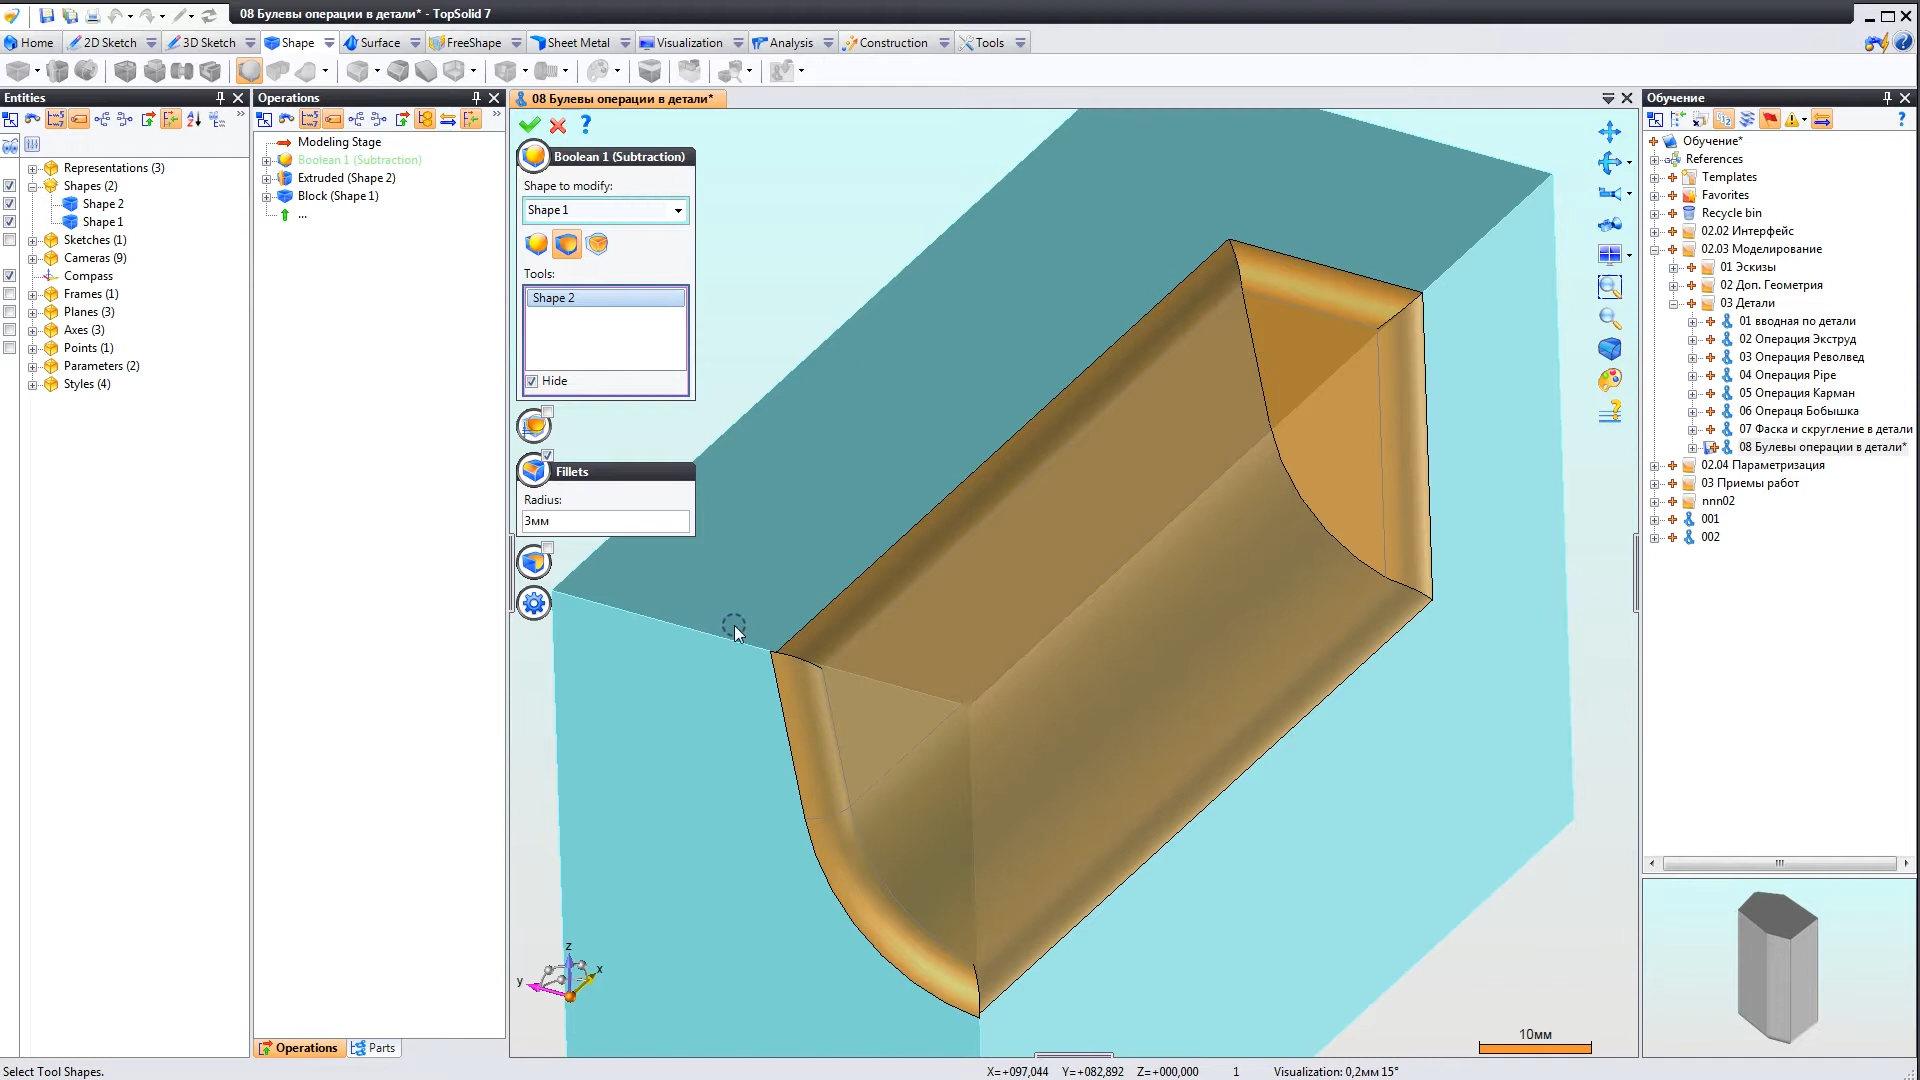 08 Булевы операции в детали* - TopSolid 7
Home
2D Sketch
3D Sketch
Shape
Surface
FreeShape
Sheet Metal
Visualization
Analysis
Construction
Tools
Entities
Representations (3)
Shapes (2)
Shape 2
Shape 1
Sketches (1)
Cameras (9)
Compass
Frames (1)
Planes (3)
Axes (3)
Points (1)
Parameters (2)
Styles (4)
Operations
Modeling Stage
Boolean 1 (Subtraction)
Extruded (Shape 2)
Block (Shape 1)
...
Operations
Parts
08 Булевы операции в детали*
Boolean 1 (Subtraction)
Shape to modify:
Shape 1
Tools:
Shape 2
Hide
Fillets
Radius:
3мм
z
x
y
10мм
Обучение
Обучение*
References
Templates
Favorites
Recycle bin
02.02 Интерфейс
02.03 Моделирование
01 Эскизы
02 Доп. Геометрия
03 Детали
01 вводная по детали
02 Операция Экструд
03 Операция Револвед
04 Операция Pipe
05 Операция Карман
06 Операця Бобышка
07 Фаска и скругление в детали
08 Булевы операции в детали*
02.04 Параметризация
03 Приемы работ
nnn02
001
002
Select Tool Shapes.
X=+097,044 Y=+082,892 Z=+000,000 1 Visualization: 0,2мм 15°